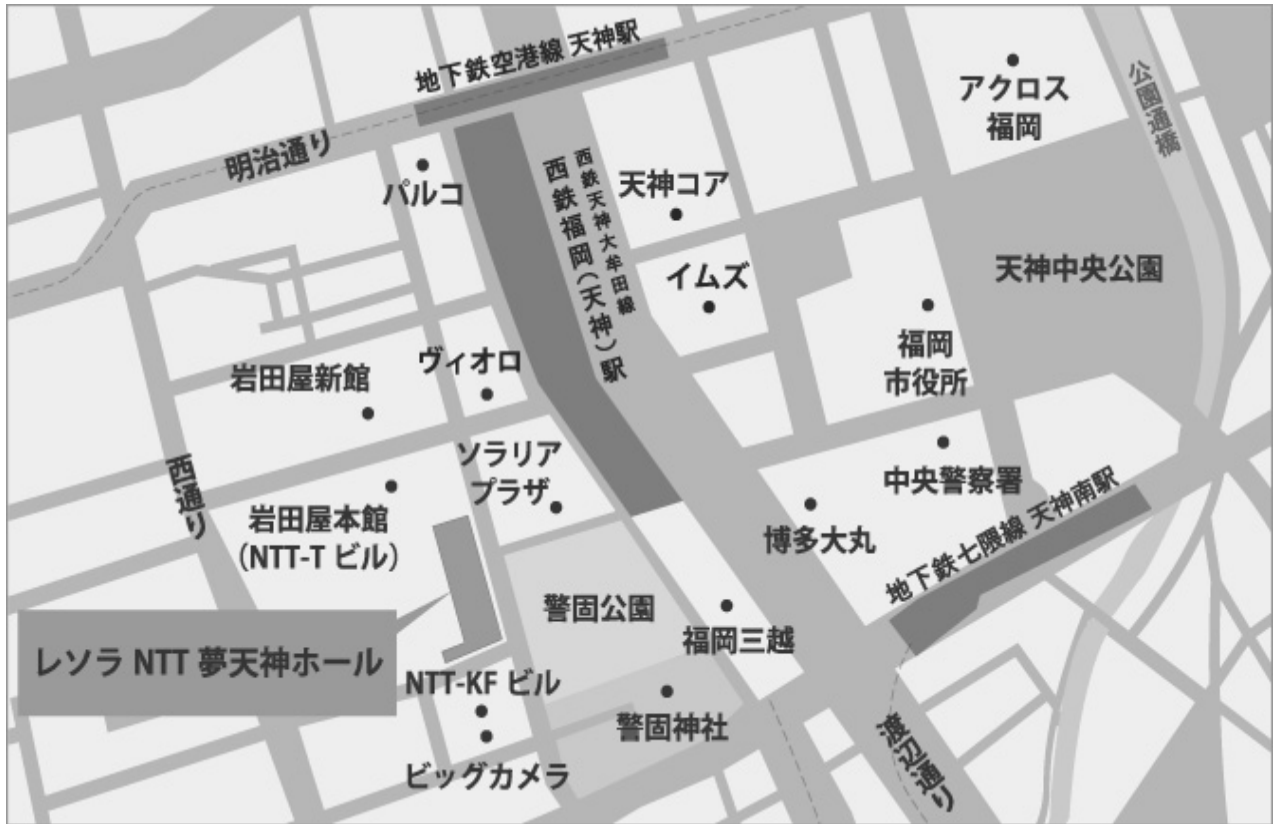 地下鉄空港線 天神駅
アクロス
福岡
公園通橋
明治通り
パルコ
西鉄天神大牟田線
西鉄福岡(天神)駅
天神コア
イムズ
天神中央公園
福岡
市役所
ヴィオロ
岩田屋新館
ソラリア
プラザ
西通り
岩田屋本館
(NTT-T ビル)
中央警察署
博多大丸
地下鉄七隈線 天神南駅
警固公園
福岡三越
レソラ NTT 夢天神ホール
NTT-KF ビル
警固神社
渡辺通り
ビッグカメラ